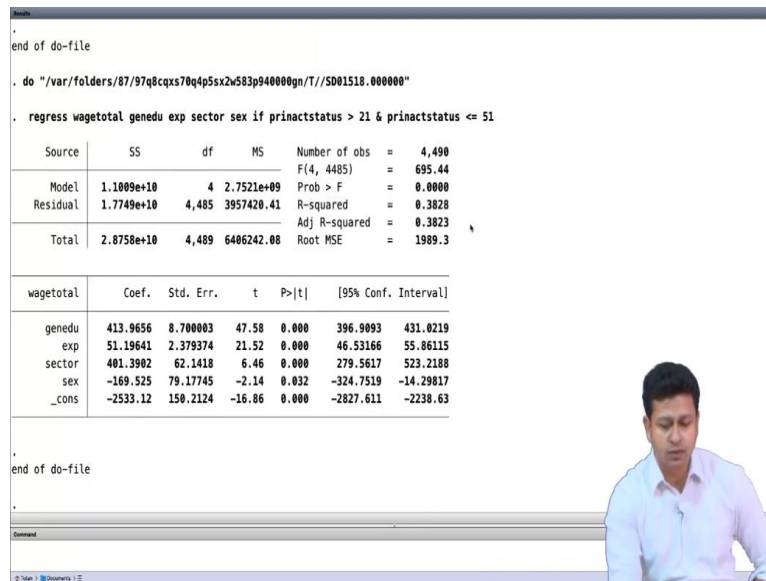 Results
.
end of do-file
. do "/var/folders/87/97q8cqxs70q4p5sx2w583p940000gn/T//SD01518.000000"
. regress wagetotal genedu exp sector sex if prinactstatus > 21 & prinactstatus <= 51
Source SS df MS Number of obs = 4,490
F(4, 4485) = 695.44
Model 1.1009e+10 4 2.7521e+09 Prob > F = 0.0000
Residual 1.7749e+10 4,485 3957420.41 R-squared = 0.3828
Adj R-squared = 0.3823
Total 2.8758e+10 4,489 6406242.08 Root MSE = 1989.3
wagetotal Coef. Std. Err. t P>|t| [95% Conf. Interval]
genedu 413.9656 8.700003 47.58 0.000 396.9093 431.0219
exp 51.19641 2.379374 21.52 0.000 46.53166 55.86115
sector 401.3902 62.1418 6.46 0.000 279.5617 523.2188
sex -169.525 79.17745 -2.14 0.032 -324.7519 -14.29817
_cons -2533.12 150.2124 -16.86 0.000 -2827.611 -2238.63
.
end of do-file
.
Command
Documents